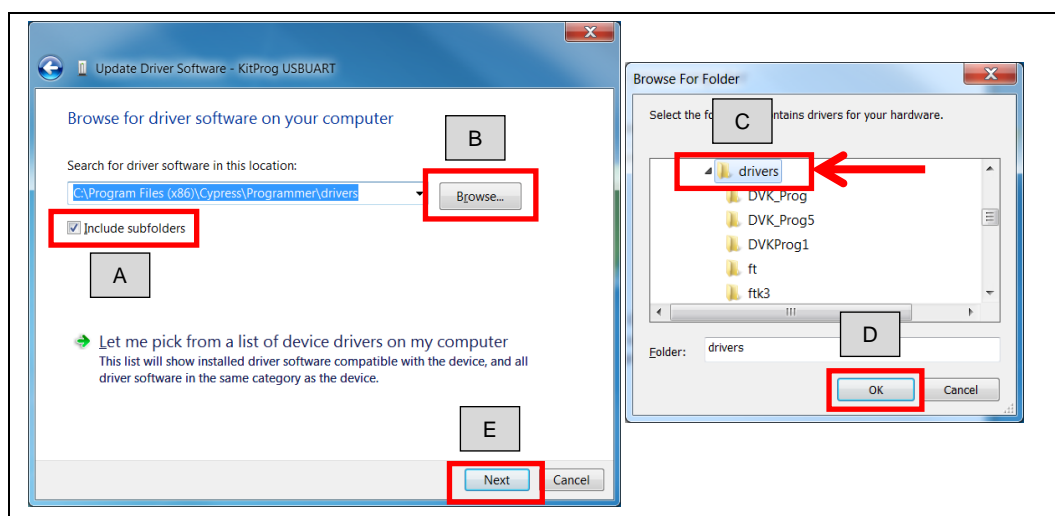 Update Driver Software - KitProg USBUART
Browse for driver software on your computer
B
Search for driver software in this location:
C:\Program Files (x86)\Cypress\Programmer\drivers
Browse...
Include subfolders
A
Let me pick from a list of device drivers on my computer
This list will show installed driver software compatible with the device, and all
driver software in the same category as the device.
E
Next
Cancel
Browse For Folder
Select the fo
C
ntains drivers for your hardware.
drivers
DVK_Prog
DVK_Prog5
DVKProg1
ft
ftk3
D
Folder:
drivers
OK
Cancel